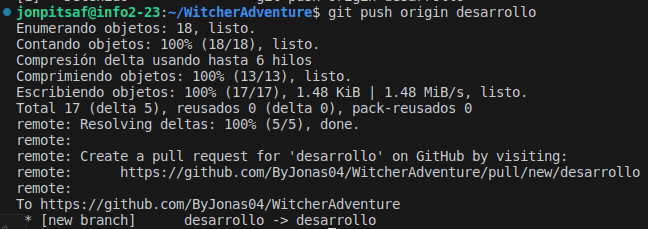 jonpitsaf@info2-23:~/WitcherAdventure$ git push origin desarrollo
Enumerando objetos: 18, listo.
Contando objetos: 100% (18/18), listo.
Compresión delta usando hasta 6 hilos
Comprimiendo objetos: 100% (13/13), listo.
Escribiendo objetos: 100% (17/17), 1.48 KiB | 1.48 MiB/s, listo.
Total 17 (delta 5), reusados 0 (delta 0), pack-reusados 0
remote: Resolving deltas: 100% (5/5), done.
remote:
remote: Create a pull request for 'desarrollo' on GitHub by visiting:
remote:      https://github.com/ByJonas04/WitcherAdventure/pull/new/desarrollo
remote:
To https://github.com/ByJonas04/WitcherAdventure
 * [new branch]      desarrollo -> desarrollo